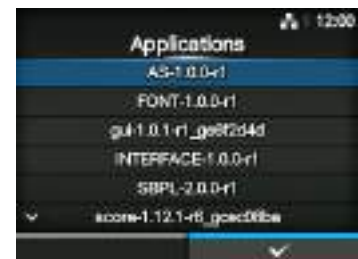 12:00
Applications
AS-1.0.0-r1
FONT-1.0.0-r1
INTERFACE-1.0.0-r1
SBPL-2.0.0-r1